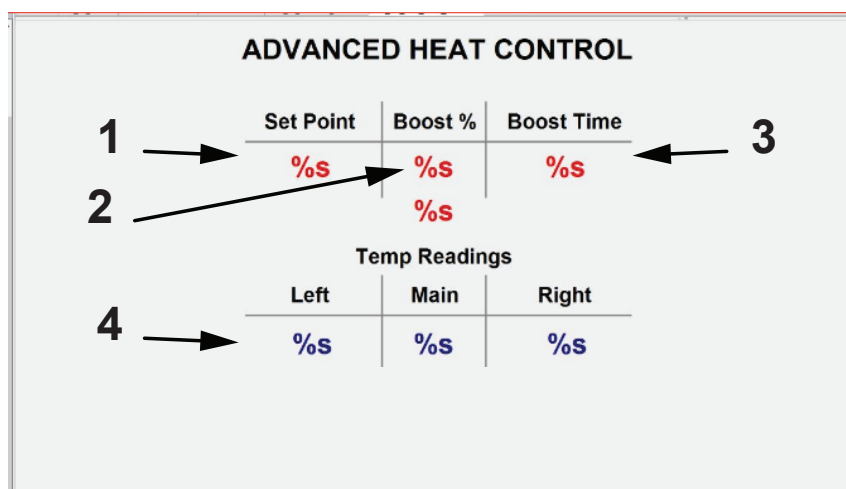 ADVANCED HEAT CONTROL
Set Point Boost % Boost Time
1 3
%s %s %s
2
%s
Temp Readings
Left Main Right
4
%s %s %s